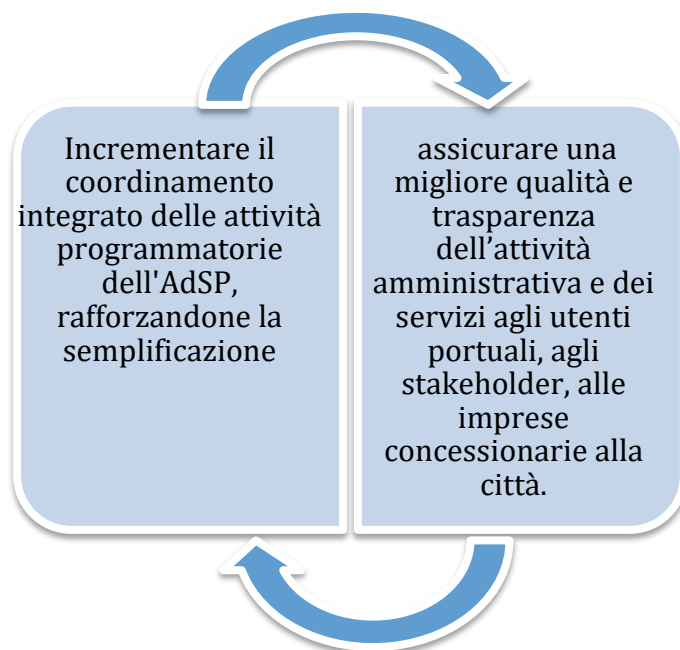 Incrementare il
coordinamento
integrato delle attività
programmatorie
dell'AdSP,
rafforzandone la
semplificazione
assicurare una
migliore qualità e
trasparenza
dell’attività
amministrativa e dei
servizi agli utenti
portuali, agli
stakeholder, alle
imprese
concessionarie alla
città.